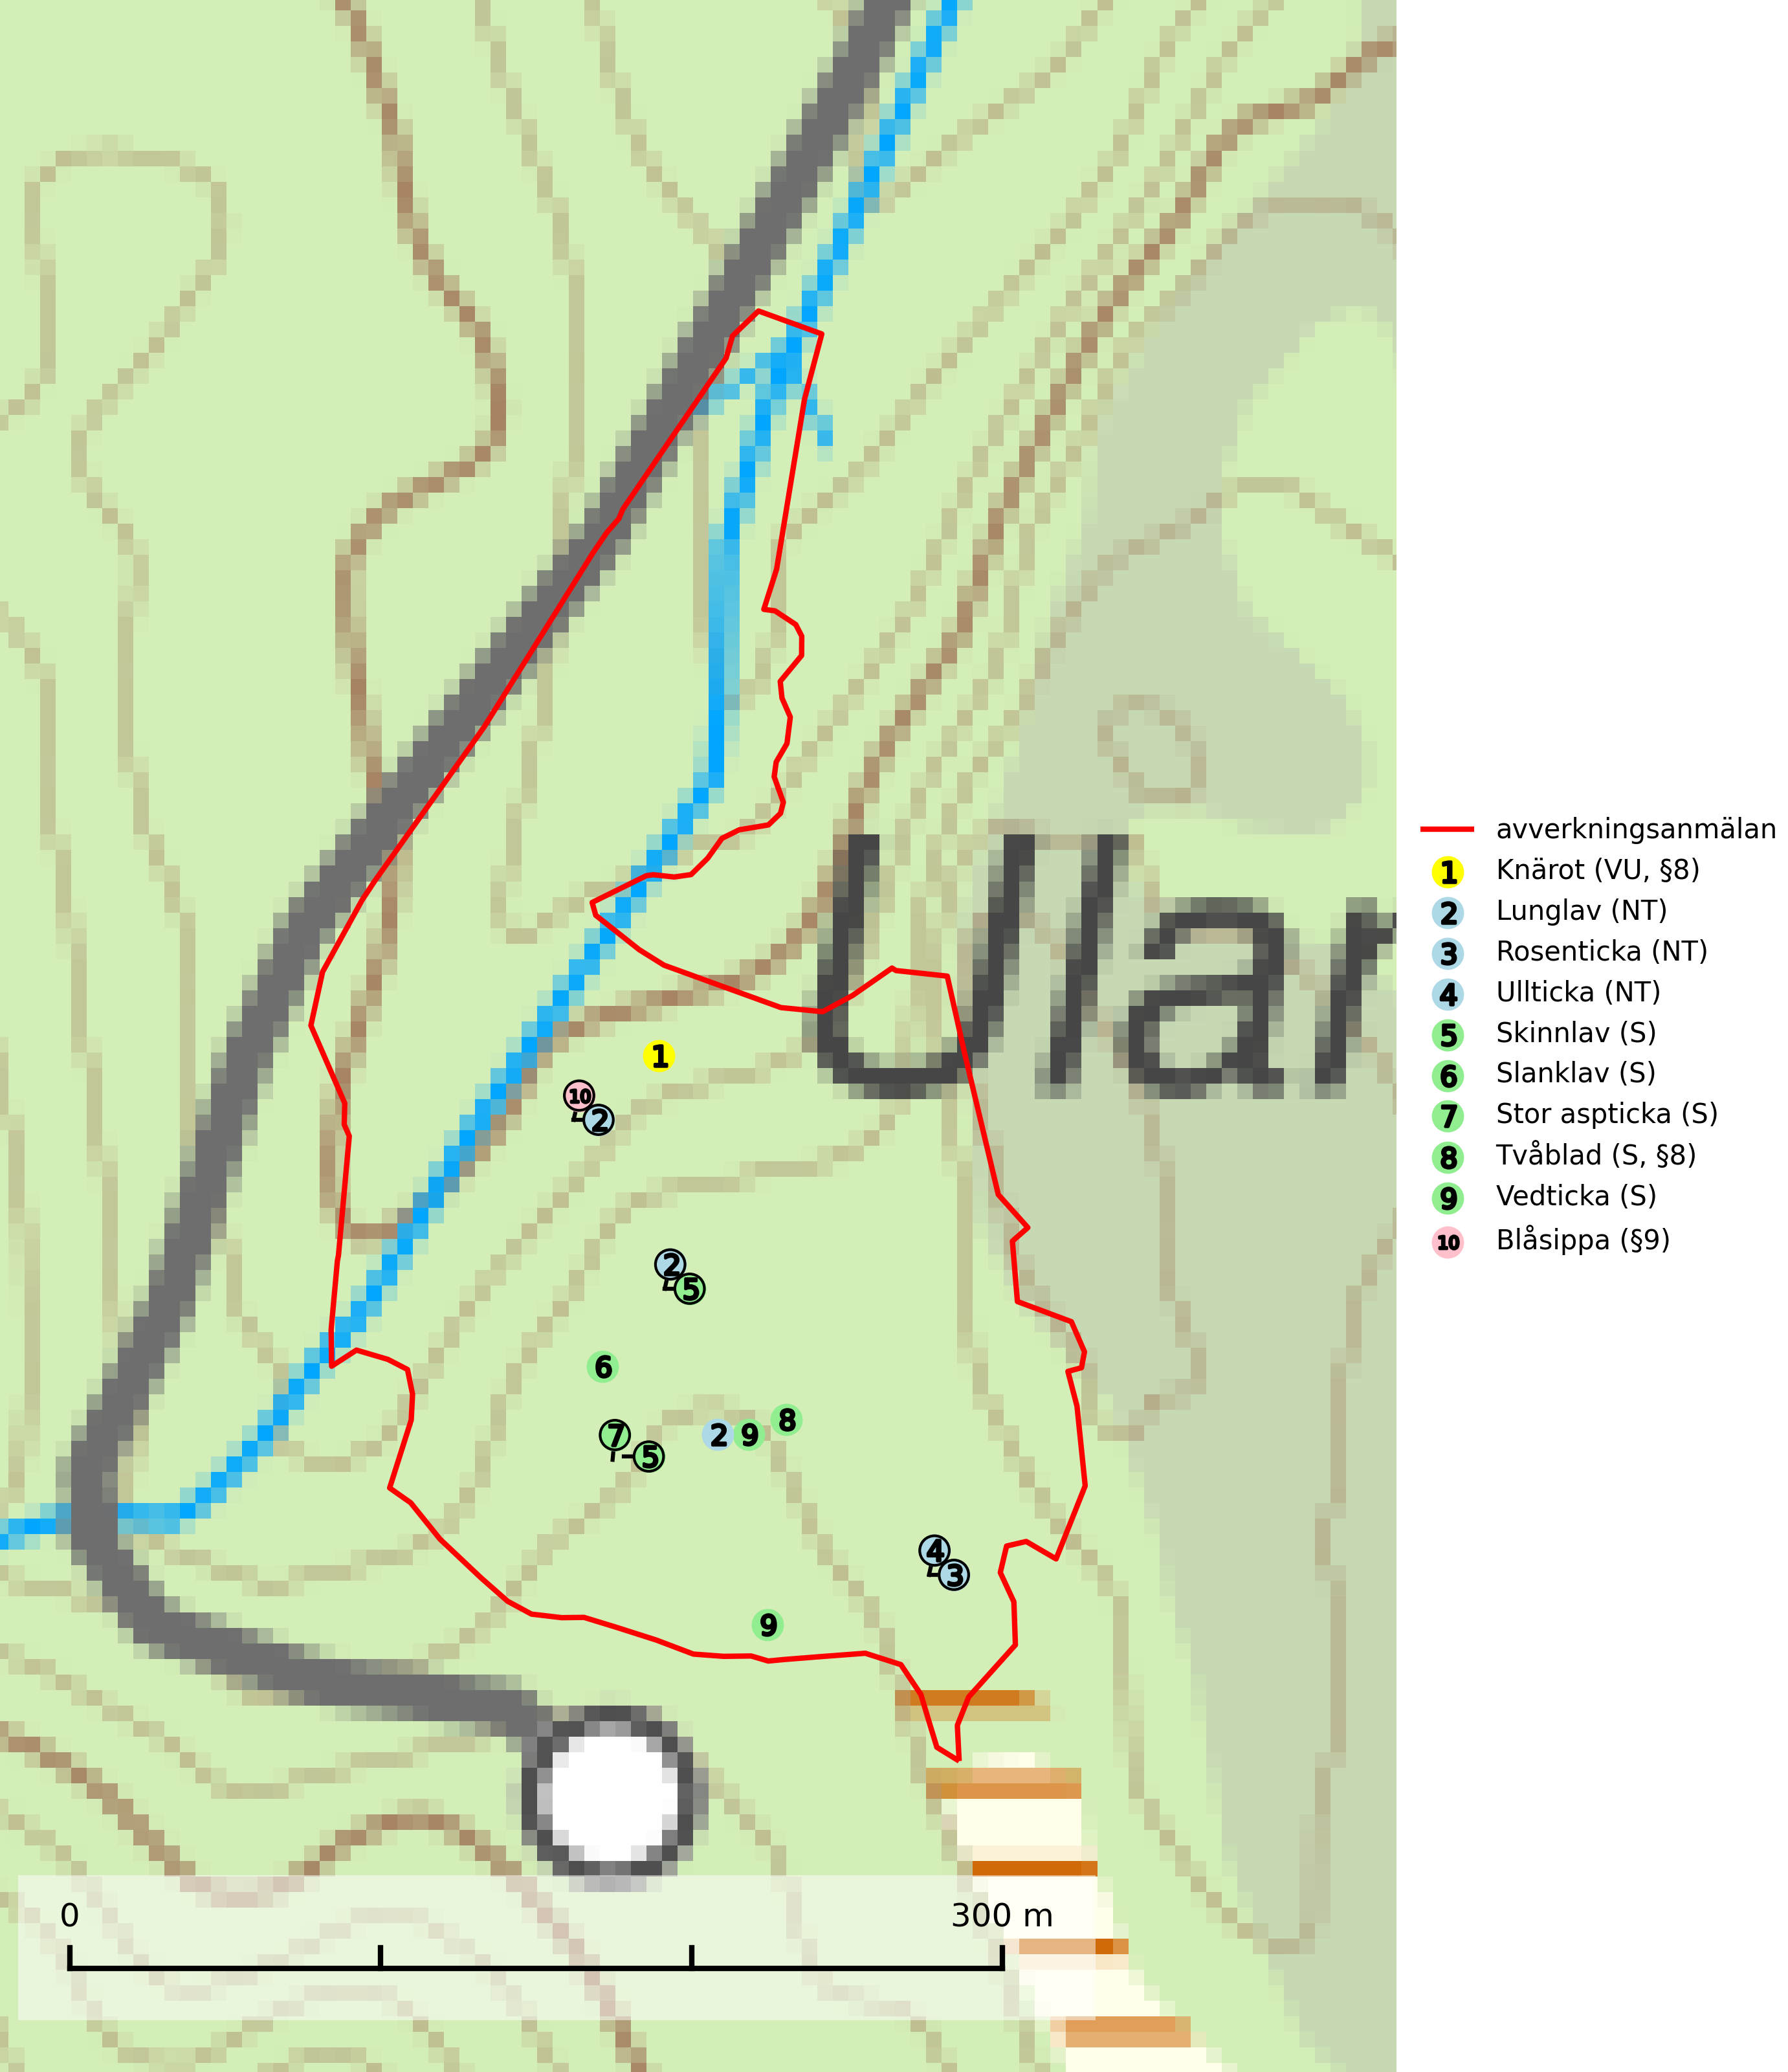 Ullar
1
10
2
2
5
6
8
7
2
9
5
4
3
9
0
300 m
avverkningsanmälan
1 Knärot (VU, §8)
2 Lunglav (NT)
3 Rosenticka (NT)
4 Ullticka (NT)
5 Skinnlav (S)
6 Slanklav (S)
7 Stor aspticka (S)
8 Tvåblad (S, §8)
9 Vedticka (S)
10 Blåsippa (§9)